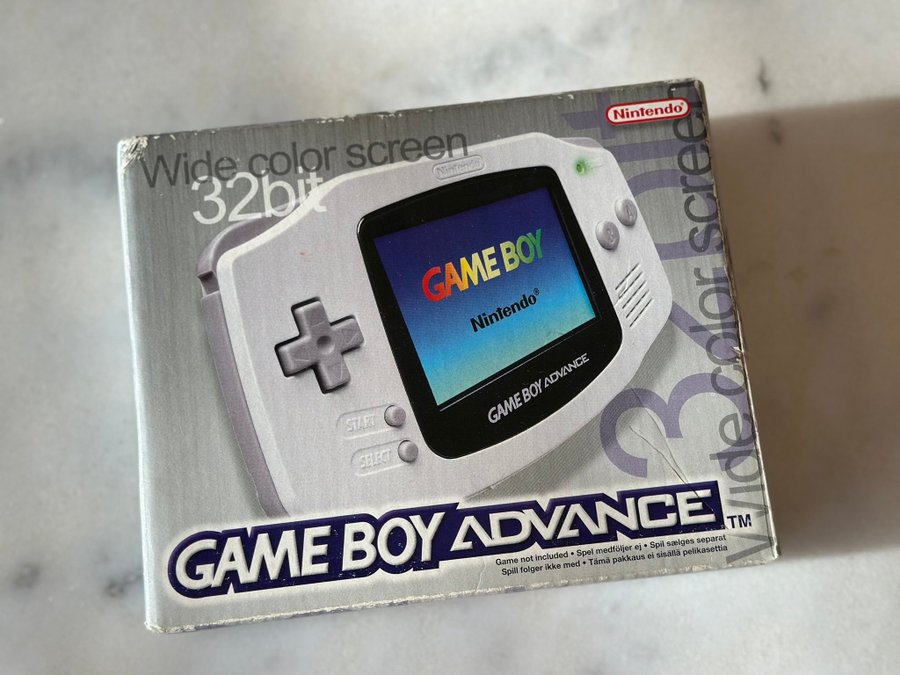 Nintendo®
Wide color screen
32bit
Nintendo
GAME BOY
Nintendo®
GAME BOY ADVANCE
START
SELECT
32bit
Wide color screen
GAME BOY ADVANCE™
Game not included • Spel medföljer ej • Spil sælges separat
Spill folger ikke med • Tämä pakkaus ei sisällä pelikasettia